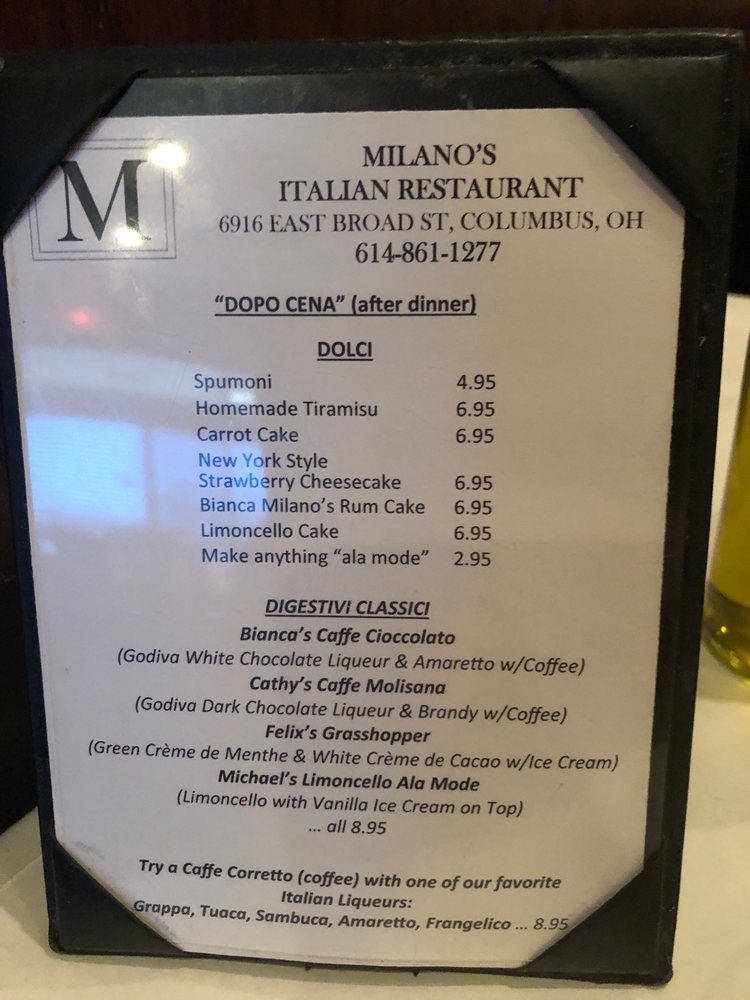 M
MILANO'S
ITALIAN RESTAURANT
6916 EAST BROAD ST, COLUMBUS, OH
614-861-1277
"DOPO CENA" (after dinner)
DOLCI
Spumoni 4.95
Homemade Tiramisu 6.95
Carrot Cake 6.95
New York Style
Strawberry Cheesecake 6.95
Bianca Milano's Rum Cake 6.95
Limoncello Cake 6.95
Make anything "ala mode" 2.95
DIGESTIVI CLASSICI
Bianca's Caffe Cioccolato
(Godiva White Chocolate Liqueur & Amaretto w/Coffee)
Cathy's Caffe Molisana
(Godiva Dark Chocolate Liqueur & Brandy w/Coffee)
Felix's Grasshopper
(Green Crème de Menthe & White Crème de Cacao w/Ice Cream)
Michael's Limoncello Ala Mode
(Limoncello with Vanilla Ice Cream on Top)
... all 8.95
Try a Caffe Corretto (coffee) with one of our favorite
Italian Liqueurs:
Grappa, Tuaca, Sambuca, Amaretto, Frangelico ... 8.95